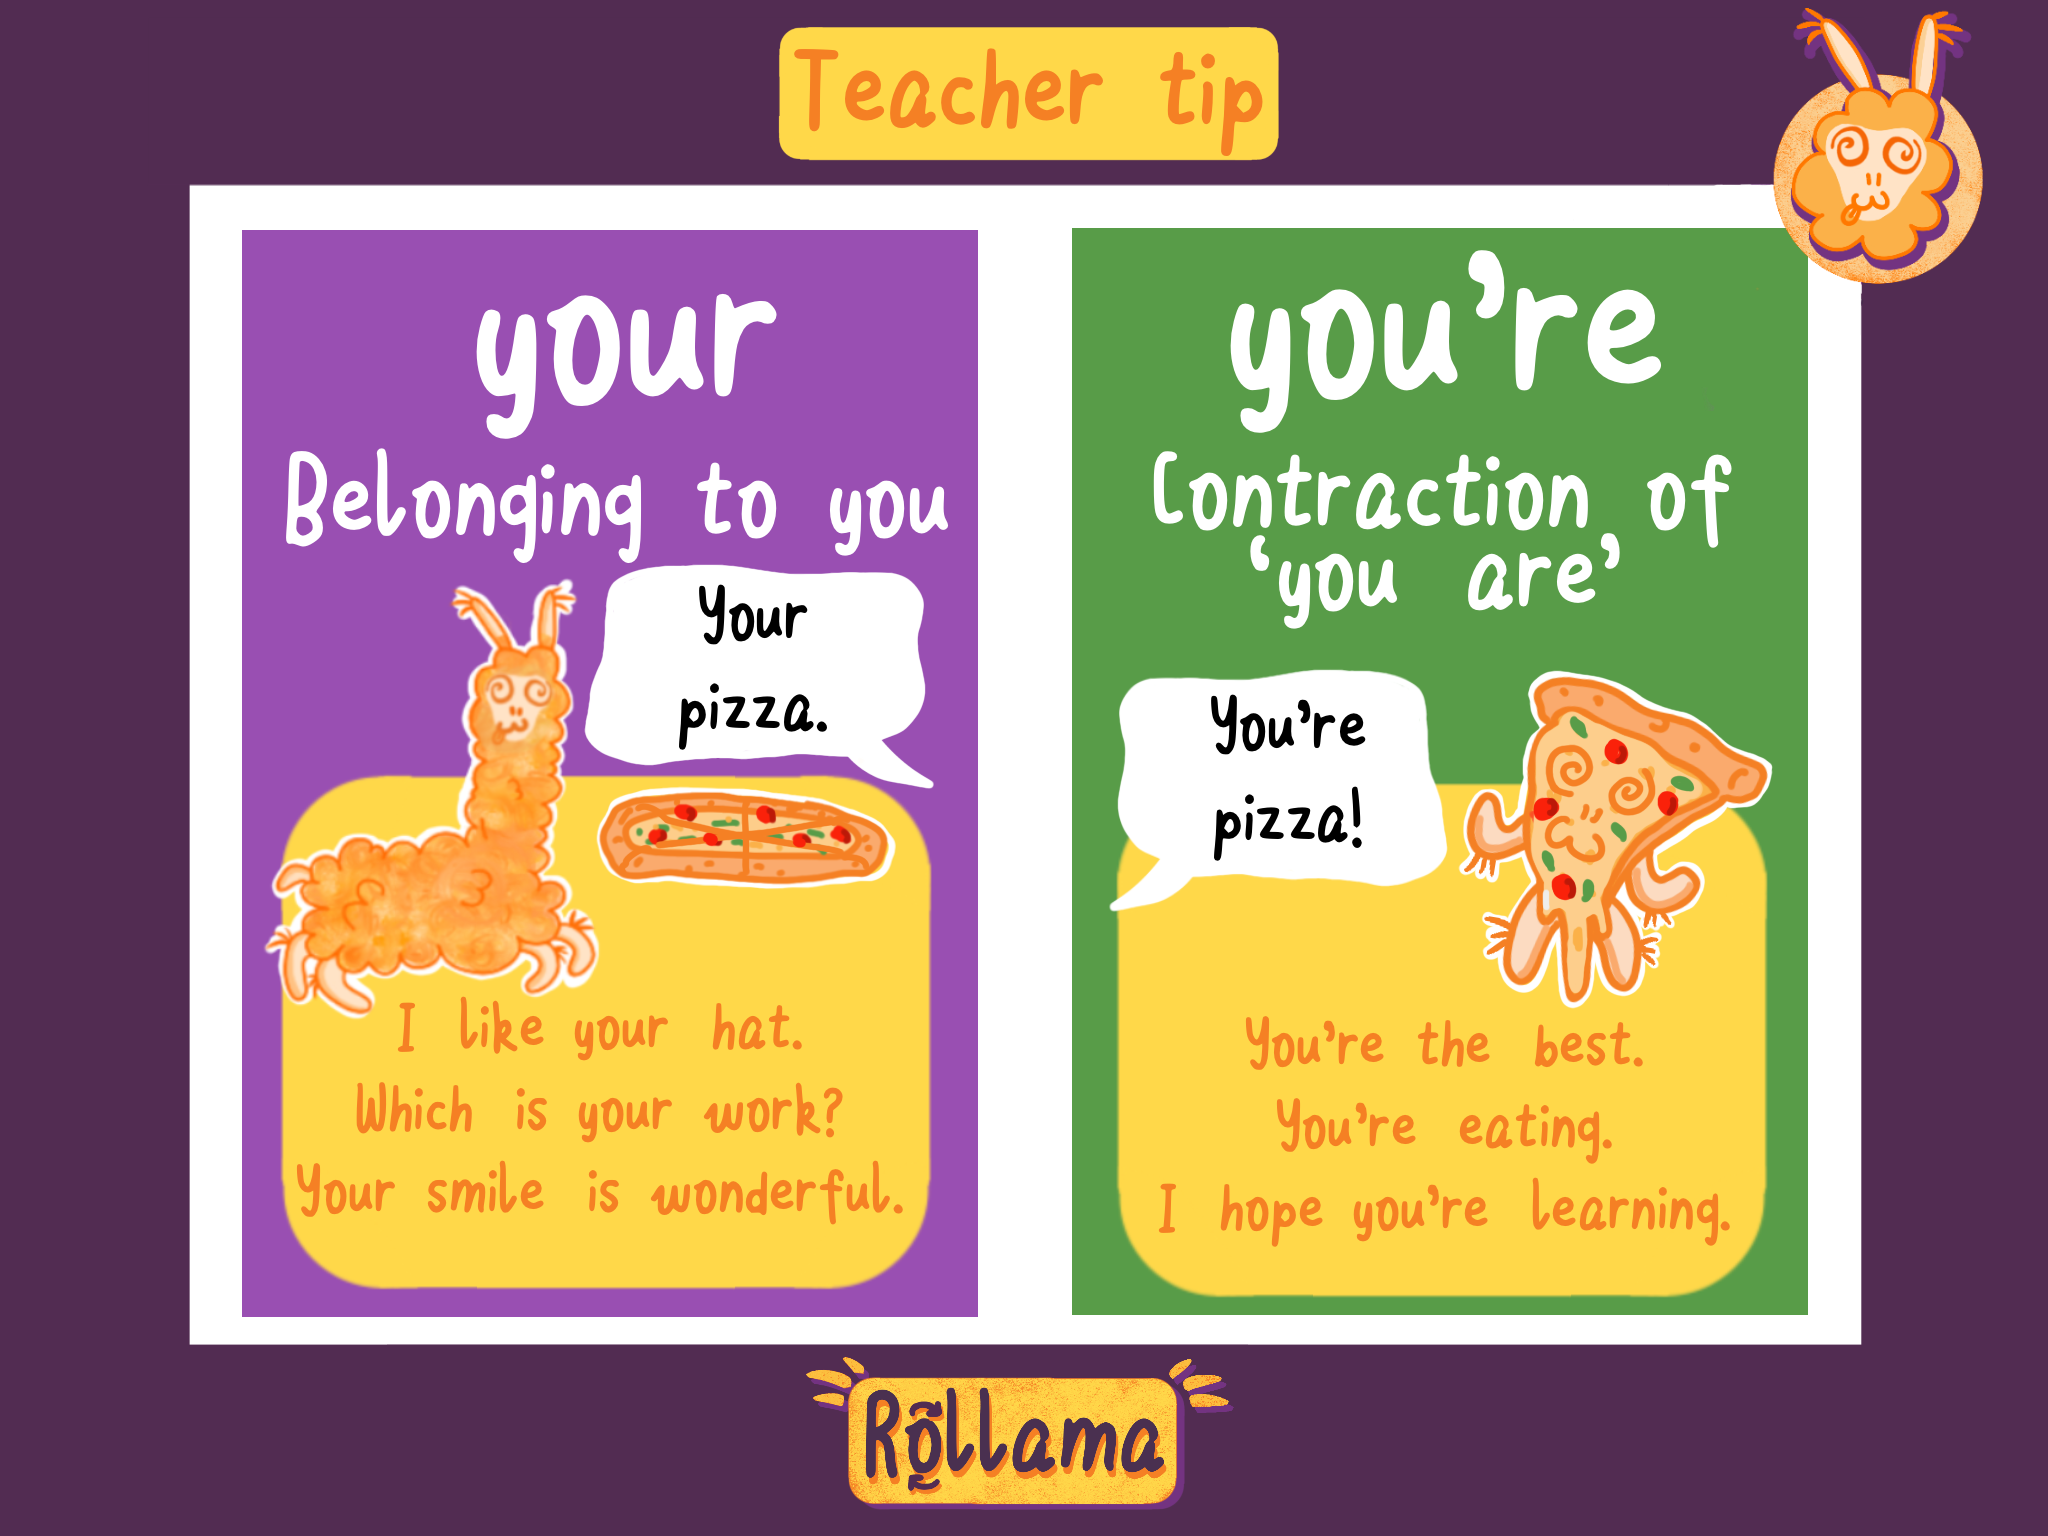 Teacher tip
your
Belonging to you
Your
pizza.
I like your hat.
Which is your work?
Your smile is wonderful.
you’re
Contraction of
‘you are’
You’re
pizza!
You’re the best.
You’re eating.
I hope you’re learning.
Rollama